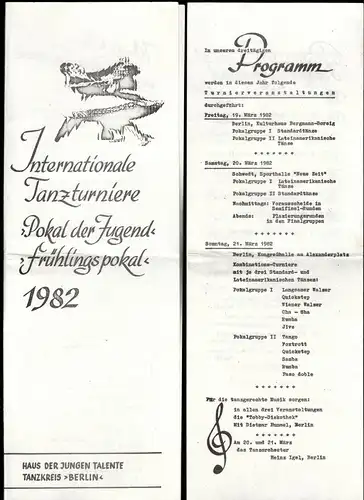 Internationale
Tanzturniere
›Pokal der Jugend‹
›Frühlingspokal‹
1982
HAUS DER JUNGEN TALENTE
TANZKREIS ›BERLIN‹
In unseren dreitägigen
Programm
werden in diesem Jahr folgende
Turnierveranstaltungen
durchgeführt:
Freitag, 19. März 1982
Berlin, Kulturhaus Bergmann-Borsig
Pokalgruppe I Standardtänze
Pokalgruppe II Lateinamerikanische
Tänze
*******
Samstag, 20. März 1982
Schwedt, Sporthalle "Neue Zeit"
Pokalgruppe I Lateinamerikanische
Tänze
Pokalgruppe II Standardtänze
Nachmittags: Vorausscheide in
Semifinal-Runden
Abends: Plazierungsrunden
in den Finalgruppen
*******
Sonntag, 21. März 1982
Berlin, Kongreßhalle am Alexanderplatz
Kombinations-Turniere
mit je drei Standard- und
Lateinamerikanischen Tänzen:
Pokalgruppe I Langsamer Walzer
Quickstep
Wiener Walzer
Cha - Cha
Rumba
Jive
Pokalgruppe II Tango
Foxtrott
Quickstep
Samba
Rumba
Paso doble
*******
Für die tanzgerechte Musik sorgen:
in allen drei Veranstaltungen
die "Tobby-Diskothek"
Mit Dietmar Rummel, Berlin
*******
Am 20. und 21. März
das Tanzorchester
Heinz Igel, Berlin